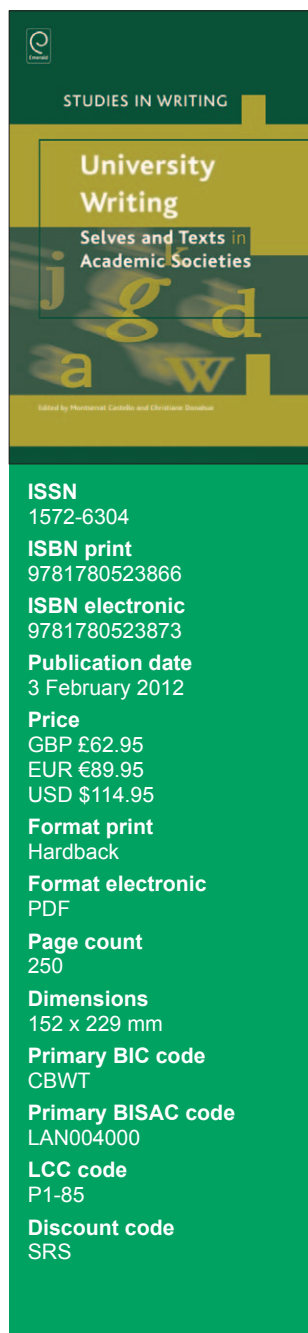 Emerald
STUDIES IN WRITING
University
Writing
Selves and Texts in
Academic Societies
j
k
g
d
a
w
Edited by Montserrat Castelló and Christiane Donahue
ISSN
1572-6304
ISBN print
9781780523866
ISBN electronic
9781780523873
Publication date
3 February 2012
Price
GBP £62.95
EUR €89.95
USD $114.95
Format print
Hardback
Format electronic
PDF
Page count
250
Dimensions
152 x 229 mm
Primary BIC code
CBWT
Primary BISAC code
LAN004000
LCC code
P1-85
Discount code
SRS